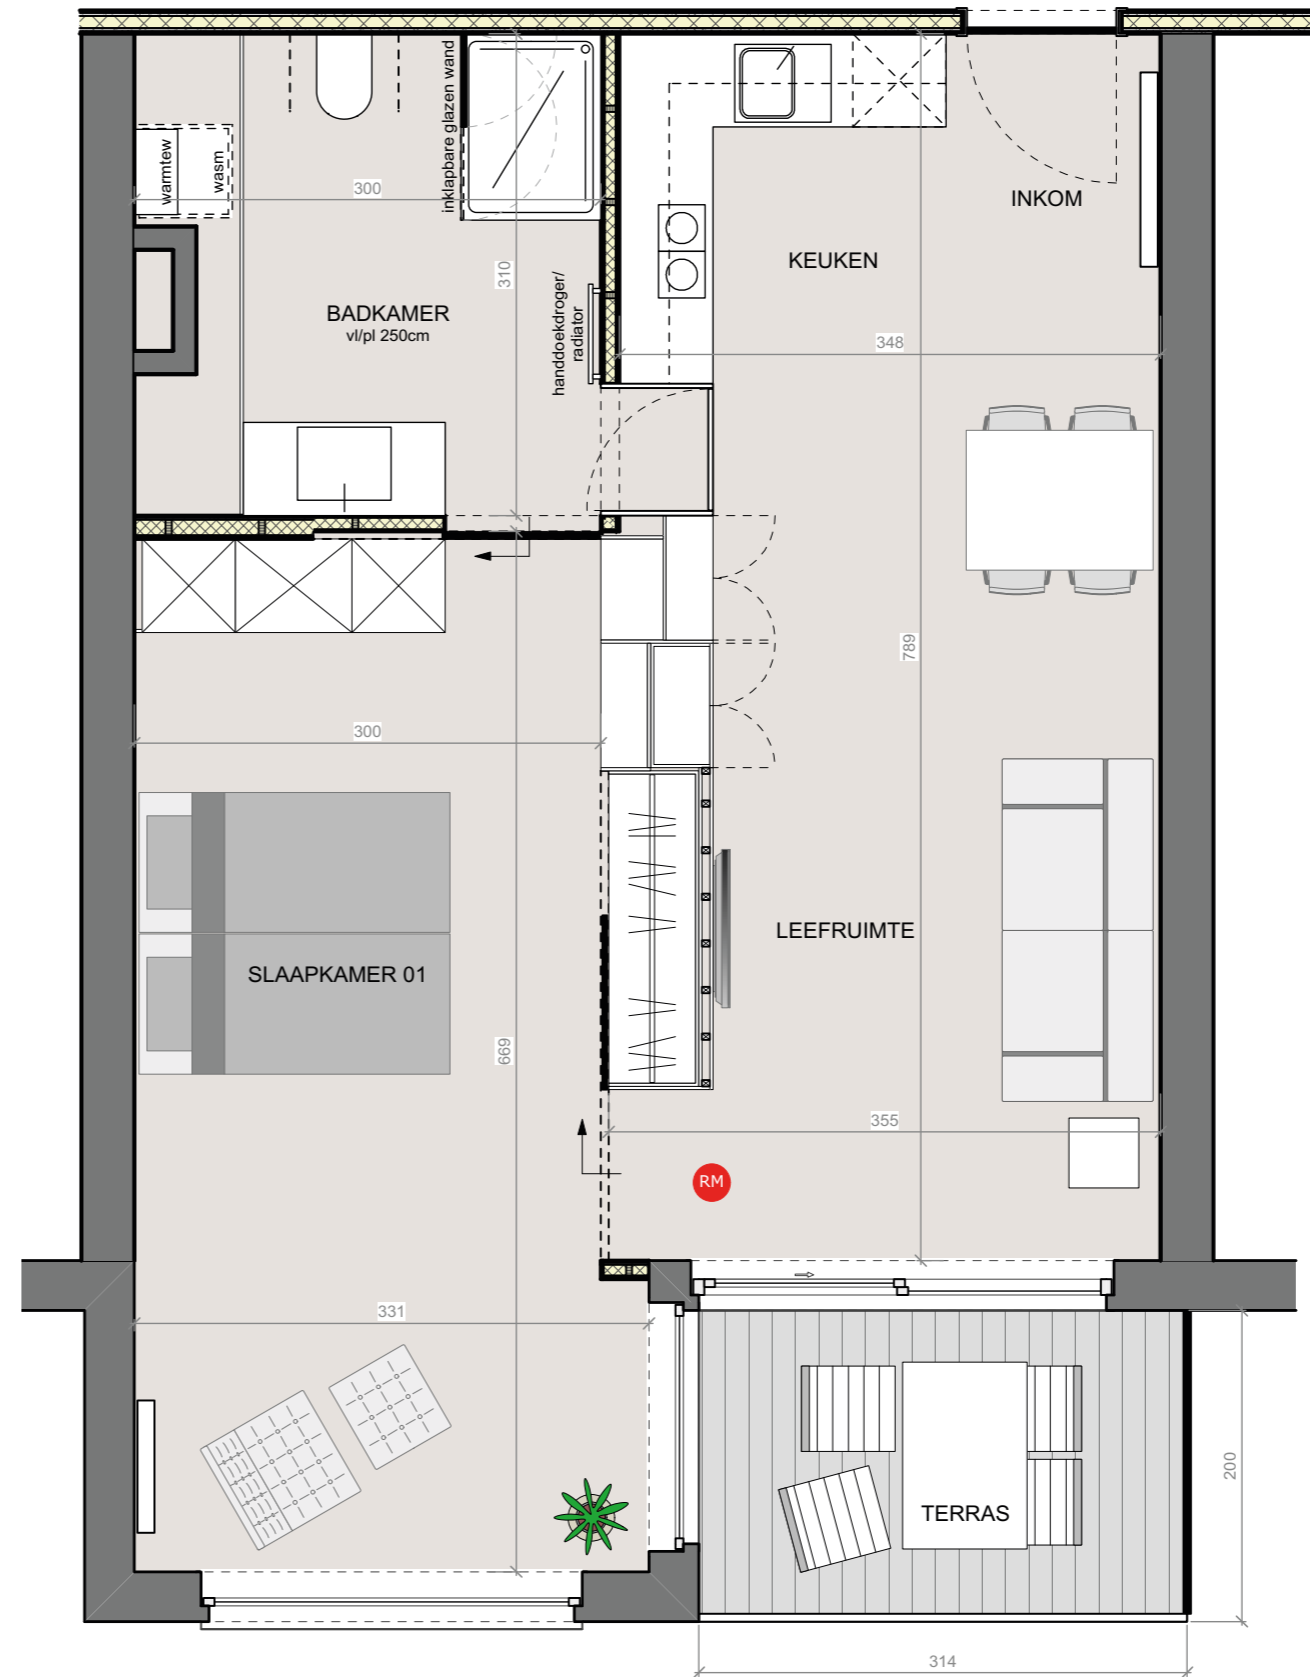 inklapbare glazen wand
warmtew
wasm
300
INKOM
KEUKEN
310
handdoekdroger/
radiator
BADKAMER
vl/pl 250cm
348
789
300
LEEFRUIMTE
SLAAPKAMER 01
669
355
RM
331
200
TERRAS
314